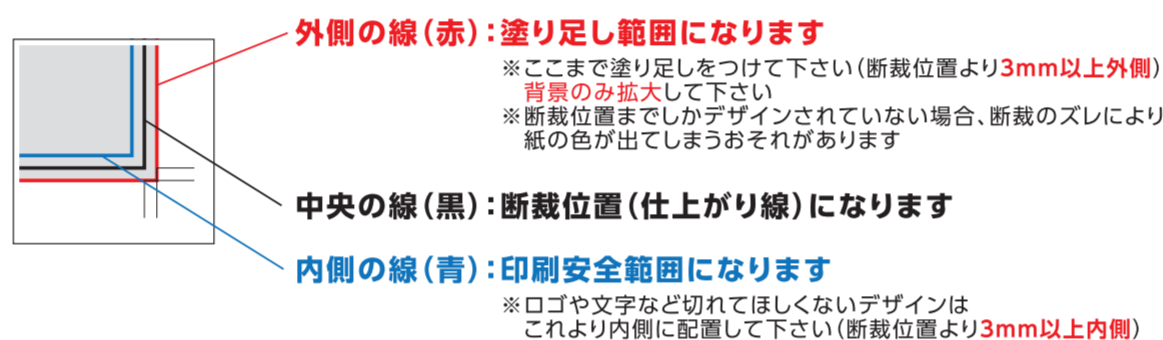 外側の線（赤）：塗り足し範囲になります
※ここまで塗り足しをつけて下さい（断裁位置より3mm以上外側）
背景のみ拡大して下さい
※断裁位置までしかデザインされていない場合、断裁のズレにより
紙の色が出てしまうおそれがあります
中央の線（黒）：断裁位置（仕上がり線）になります
内側の線（青）：印刷安全範囲になります
※ロゴや文字など切れてほしくないデザインは
これより内側に配置して下さい（断裁位置より3mm以上内側）